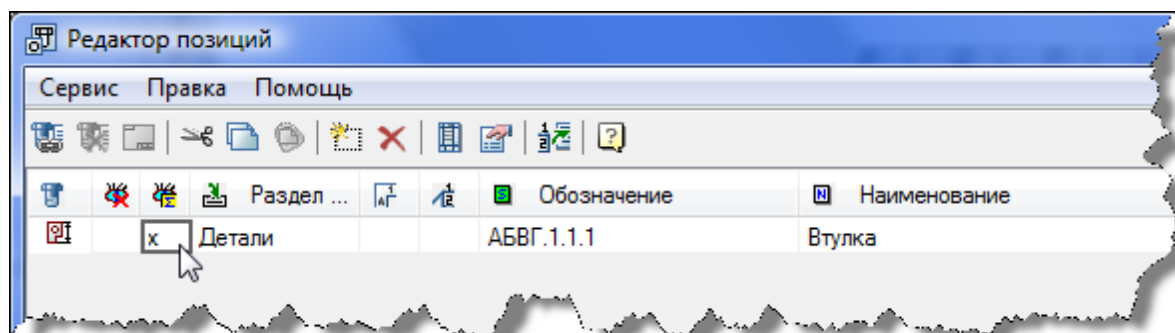 Редактор позиций
Сервис Правка Помощь
Раздел ... Обозначение Наименование
x Детали АБВГ.1.1.1 Втулка